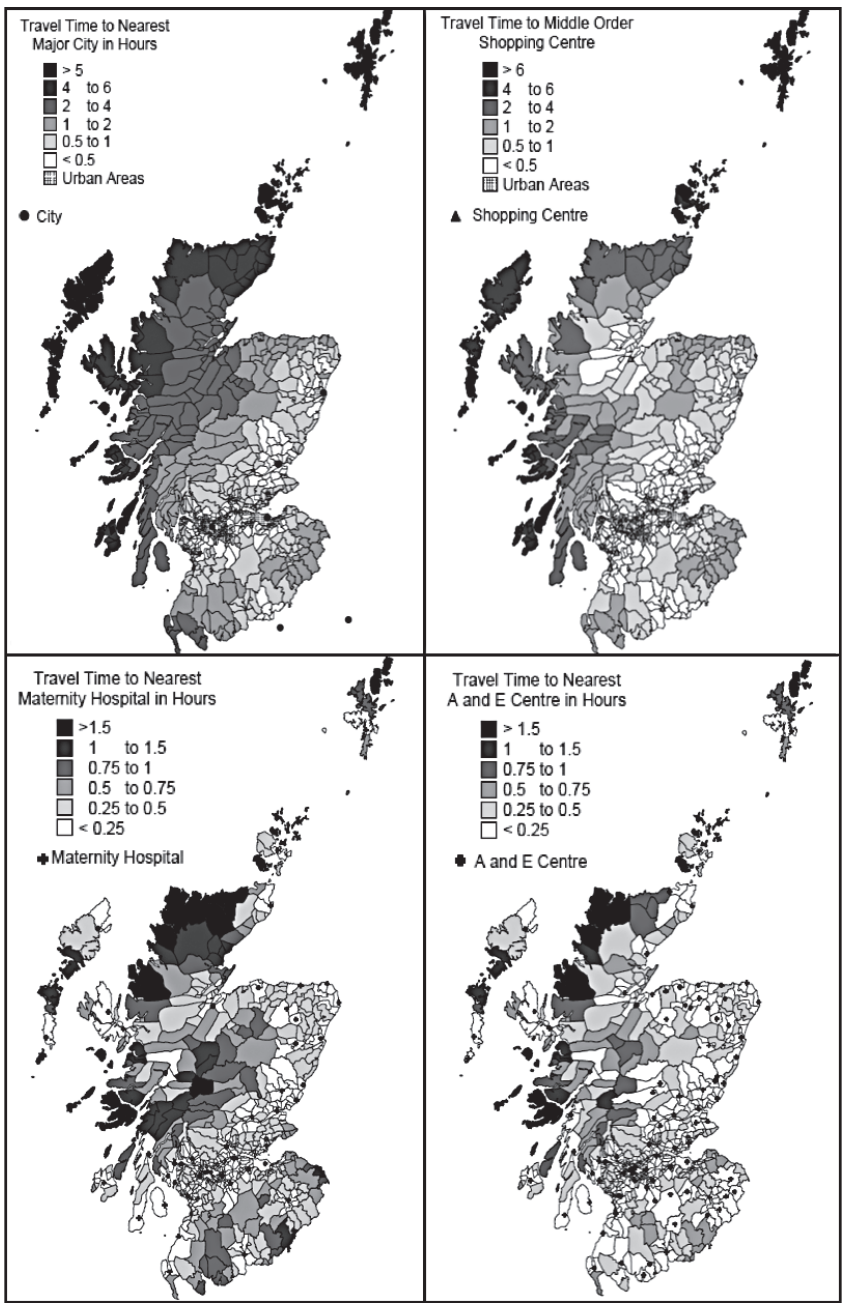 Travel Time to Nearest
Major City in Hours
> 5
4 to 6
2 to 4
1 to 2
0.5 to 1
< 0.5
Urban Areas
City
Travel Time to Middle Order
Shopping Centre
> 6
4 to 6
2 to 4
1 to 2
0.5 to 1
< 0.5
Urban Areas
Shopping Centre
Travel Time to Nearest
Maternity Hospital in Hours
>1.5
1 to 1.5
0.75 to 1
0.5 to 0.75
0.25 to 0.5
< 0.25
Maternity Hospital
Travel Time to Nearest
A and E Centre in Hours
> 1.5
1 to 1.5
0.75 to 1
0.5 to 0.75
0.25 to 0.5
< 0.25
A and E Centre